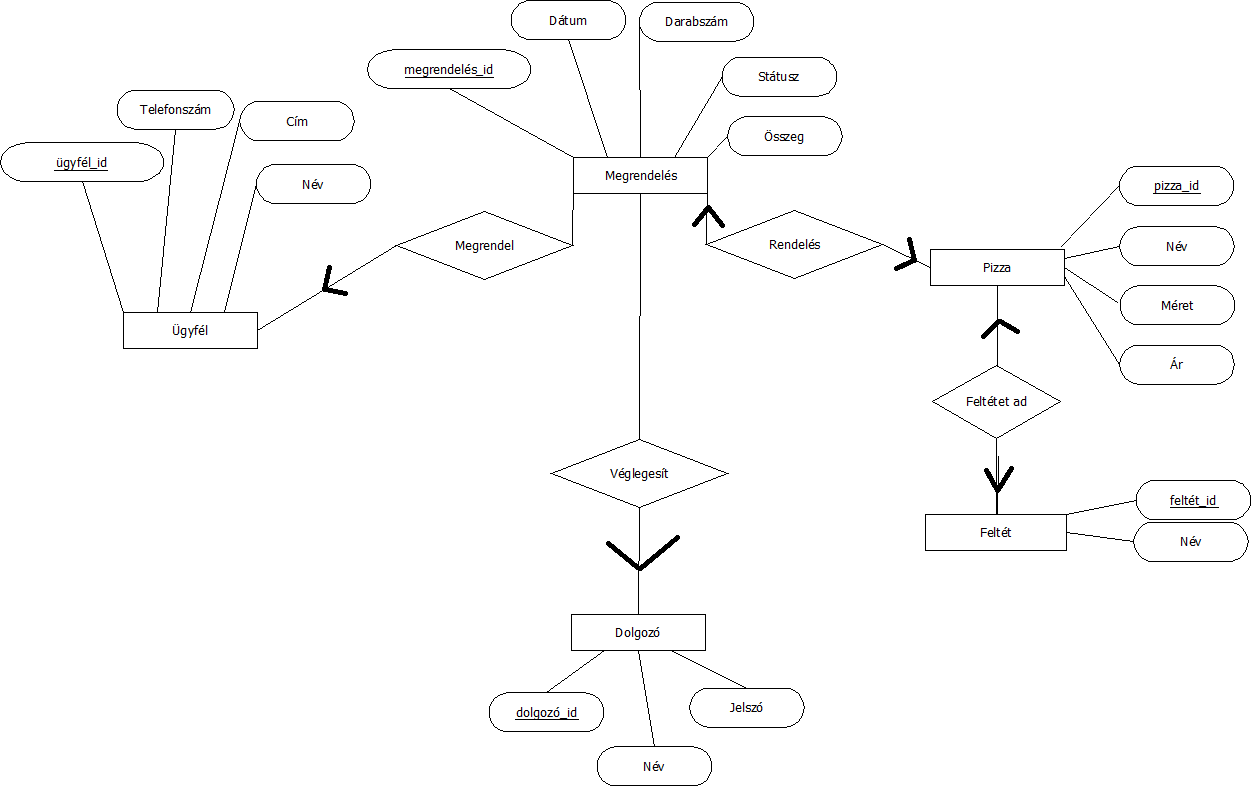 Dátum
Darabszám
megrendelés_id
Státusz
Telefonszám
Cím
Összeg
ügyfél_id
Név
Megrendelés
pizza_id
Megrendel
Rendelés
Név
Pizza
Méret
Ügyfél
Ár
Feltétet ad
Véglegesít
feltét_id
Feltét
Név
Dolgozó
dolgozó_id
Jelszó
Név